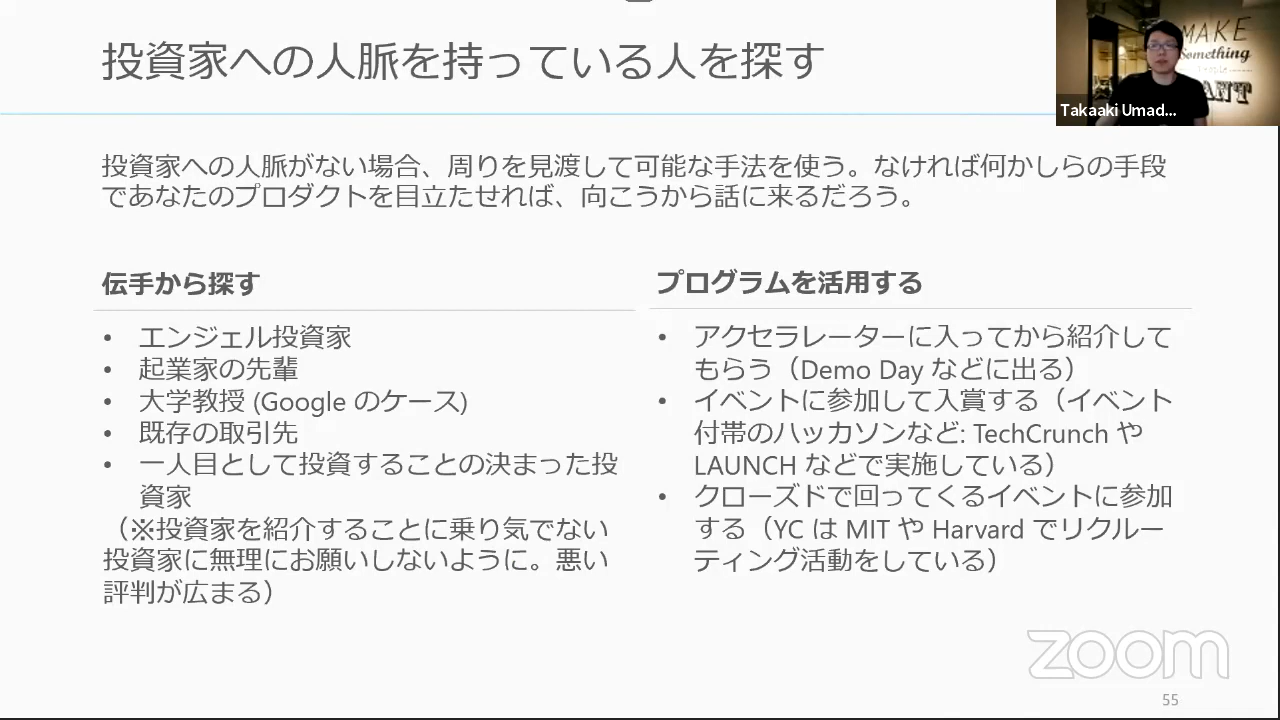 投資家への人脈を持っている人を探す
MAKE
Something
People
ANT
Takaaki Umad...
投資家への人脈がない場合、周りを見渡して可能な手法を使う。なければ何かしらの手段
であなたのプロダクトを目立たせれば、向こうから話に来るだろう。
伝手から探す
• エンジェル投資家
• 起業家の先輩
• 大学教授 (Google のケース)
• 既存の取引先
• 一人目として投資することの決まった投
資家
（※投資家を紹介することに乗り気でない
投資家に無理にお願いしないように。悪い
評判が広まる）
プログラムを活用する
• アクセラレーターに入ってから紹介して
もらう（Demo Day などに出る）
• イベントに参加して入賞する（イベント
付帯のハッカソンなど: TechCrunch や
LAUNCH などで実施している）
• クローズドで回ってくるイベントに参加
する（YC は MIT や Harvard でリクルー
ティング活動をしている）
zoom
55